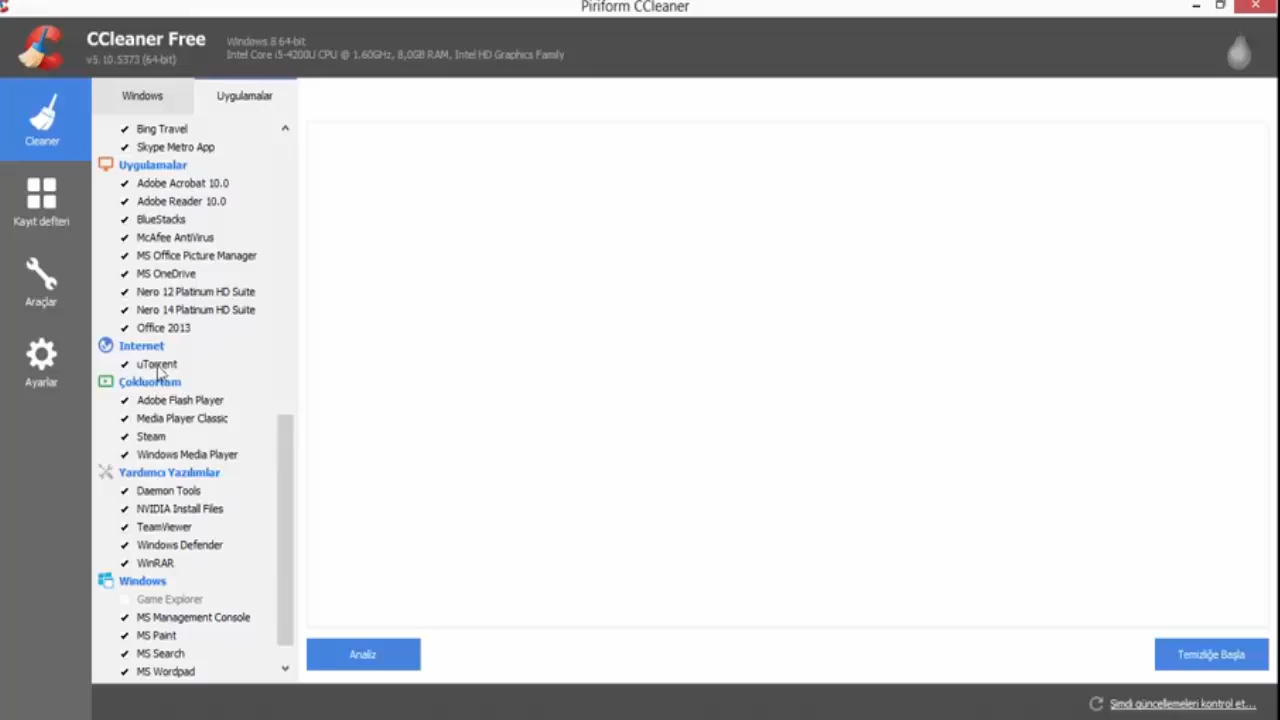 Piriform CCleaner
CCleaner Free
v5.10.5373 (64-bit)
Windows 8 64-bit
Intel Core i5-4200U CPU @ 1.60GHz, 8,0GB RAM, Intel HD Graphics Family
Cleaner
Kayıt defteri
Araçlar
Ayarlar
Windows
Uygulamalar
Bing Travel
Skype Metro App
Uygulamalar
Adobe Acrobat 10.0
Adobe Reader 10.0
BlueStacks
McAfee AntiVirus
MS Office Picture Manager
MS OneDrive
Nero 12 Platinum HD Suite
Nero 14 Platinum HD Suite
Office 2013
Internet
uTorrent
Çokluortam
Adobe Flash Player
Media Player Classic
Steam
Windows Media Player
Yardımcı Yazılımlar
Daemon Tools
NVIDIA Install Files
TeamViewer
Windows Defender
WinRAR
Windows
Game Explorer
MS Management Console
MS Paint
MS Search
MS Wordpad
Analiz
Temizliğe Başla
Şimdi güncellemeleri kontrol et...